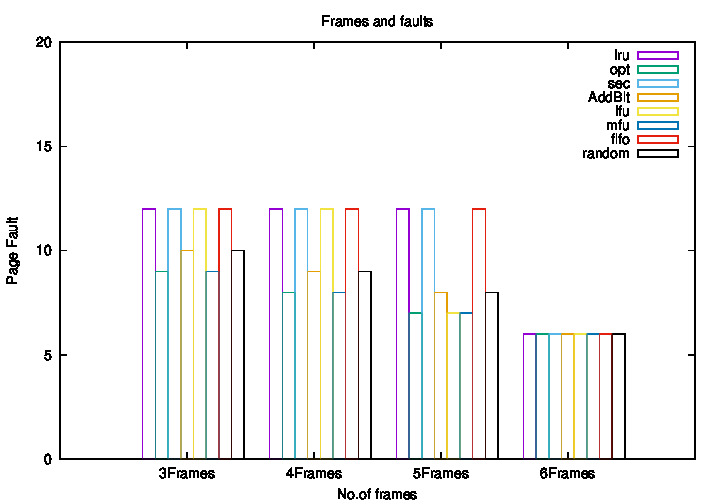 Frames and faults
20
15
10
5
0
Page Fault
lru
opt
sec
AddBit
lfu
mfu
fifo
random
3Frames 4Frames 5Frames 6Frames
No.of frames